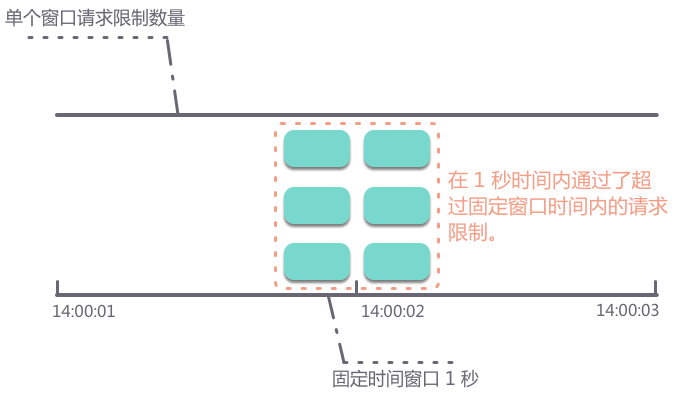 单个窗口请求限制数量
在 1 秒时间内通过了超
过固定窗口时间内的请求
限制。
14:00:01
14:00:02
14:00:03
固定时间窗口 1 秒